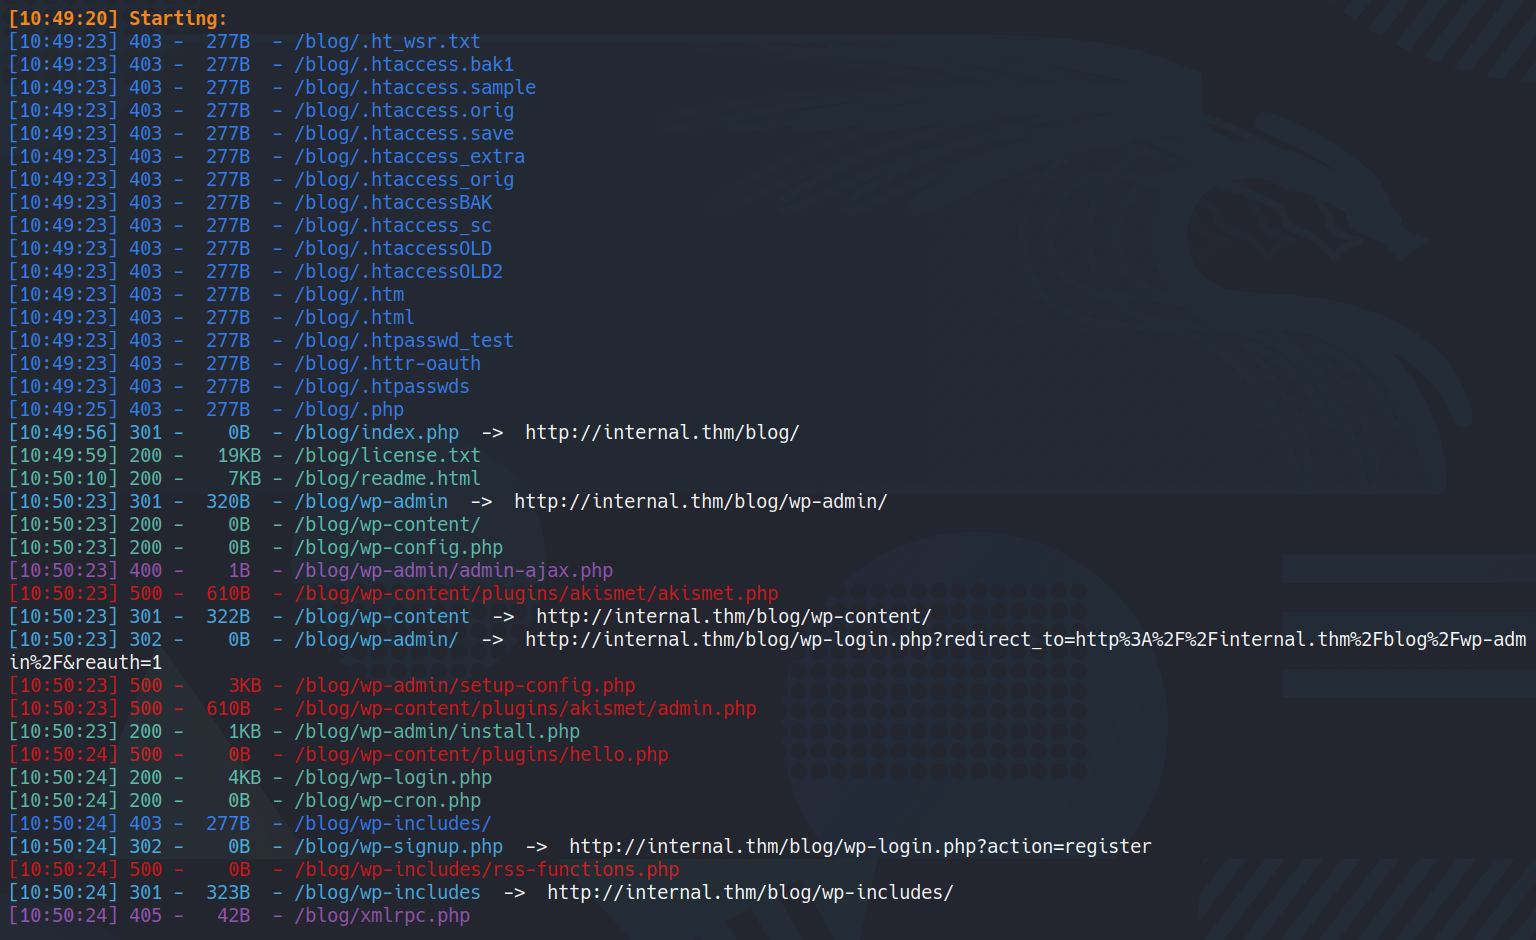 [10:49:20] Starting:
[10:49:23] 403 -  277B  - /blog/.ht_wsr.txt
[10:49:23] 403 -  277B  - /blog/.htaccess.bak1
[10:49:23] 403 -  277B  - /blog/.htaccess.sample
[10:49:23] 403 -  277B  - /blog/.htaccess.orig
[10:49:23] 403 -  277B  - /blog/.htaccess.save
[10:49:23] 403 -  277B  - /blog/.htaccess_extra
[10:49:23] 403 -  277B  - /blog/.htaccess_orig
[10:49:23] 403 -  277B  - /blog/.htaccessBAK
[10:49:23] 403 -  277B  - /blog/.htaccess_sc
[10:49:23] 403 -  277B  - /blog/.htaccessOLD
[10:49:23] 403 -  277B  - /blog/.htaccessOLD2
[10:49:23] 403 -  277B  - /blog/.htm
[10:49:23] 403 -  277B  - /blog/.html
[10:49:23] 403 -  277B  - /blog/.htpasswd_test
[10:49:23] 403 -  277B  - /blog/.httr-oauth
[10:49:23] 403 -  277B  - /blog/.htpasswds
[10:49:25] 403 -  277B  - /blog/.php
[10:49:56] 301 -    0B  - /blog/index.php  ->  http://internal.thm/blog/
[10:49:59] 200 -   19KB - /blog/license.txt
[10:50:10] 200 -    7KB - /blog/readme.html
[10:50:23] 301 -  320B  - /blog/wp-admin  ->  http://internal.thm/blog/wp-admin/
[10:50:23] 200 -    0B  - /blog/wp-content/
[10:50:23] 200 -    0B  - /blog/wp-config.php
[10:50:23] 400 -    1B  - /blog/wp-admin/admin-ajax.php
[10:50:23] 500 -  610B  - /blog/wp-content/plugins/akismet/akismet.php
[10:50:23] 301 -  322B  - /blog/wp-content  ->  http://internal.thm/blog/wp-content/
[10:50:23] 302 -    0B  - /blog/wp-admin/  ->  http://internal.thm/blog/wp-login.php?redirect_to=http%3A%2F%2Finternal.thm%2Fblog%2Fwp-adm
in%2F&reauth=1
[10:50:23] 500 -    3KB - /blog/wp-admin/setup-config.php
[10:50:23] 500 -  610B  - /blog/wp-content/plugins/akismet/admin.php
[10:50:23] 200 -    1KB - /blog/wp-admin/install.php
[10:50:24] 500 -    0B  - /blog/wp-content/plugins/hello.php
[10:50:24] 200 -    4KB - /blog/wp-login.php
[10:50:24] 200 -    0B  - /blog/wp-cron.php
[10:50:24] 403 -  277B  - /blog/wp-includes/
[10:50:24] 302 -    0B  - /blog/wp-signup.php  ->  http://internal.thm/blog/wp-login.php?action=register
[10:50:24] 500 -    0B  - /blog/wp-includes/rss-functions.php
[10:50:24] 301 -  323B  - /blog/wp-includes  ->  http://internal.thm/blog/wp-includes/
[10:50:24] 405 -   42B  - /blog/xmlrpc.php